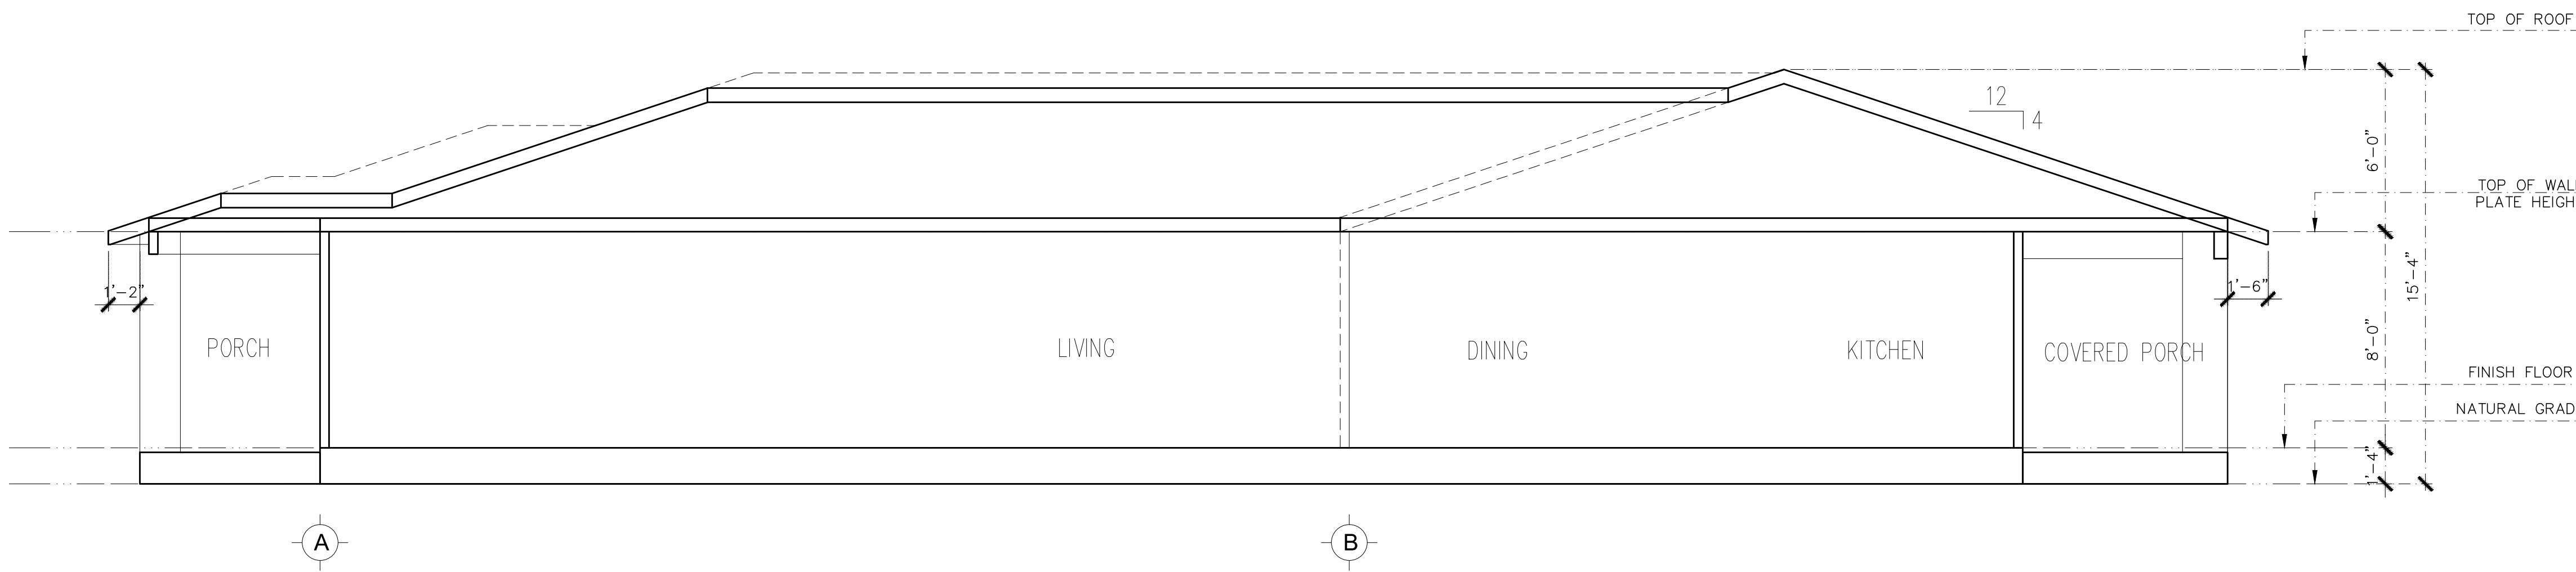 TOP OF ROOF
12
4
6'-0"
TOP OF WAL
PLATE HEIGH
1'-2"
1'-6"
15'-4"
8'-0"
PORCH
LIVING
DINING
KITCHEN
COVERED PORCH
FINISH FLOOR
NATURAL GRAD
1'-4"
A
B